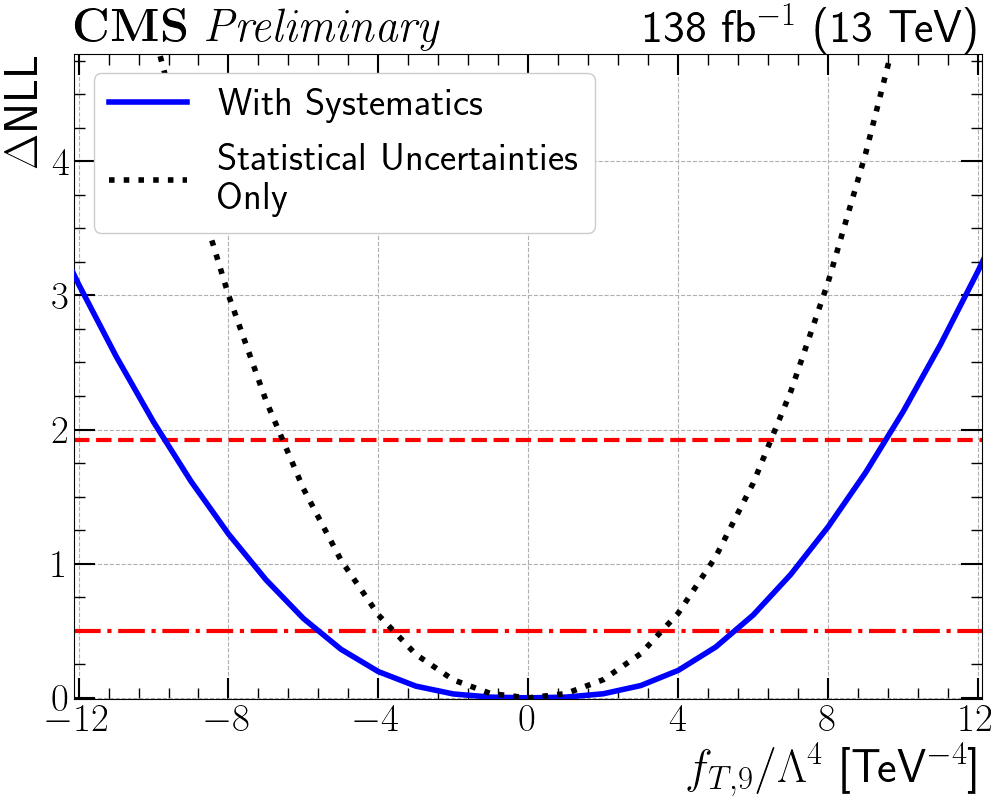 CMS Preliminary 138 fb⁻¹ (13 TeV)
ΔNLL
With Systematics
Statistical Uncertainties
Only
4
3
2
1
0
−12 −8 −4 0 4 8 12
f_{T,9}/Λ⁴ [TeV⁻⁴]